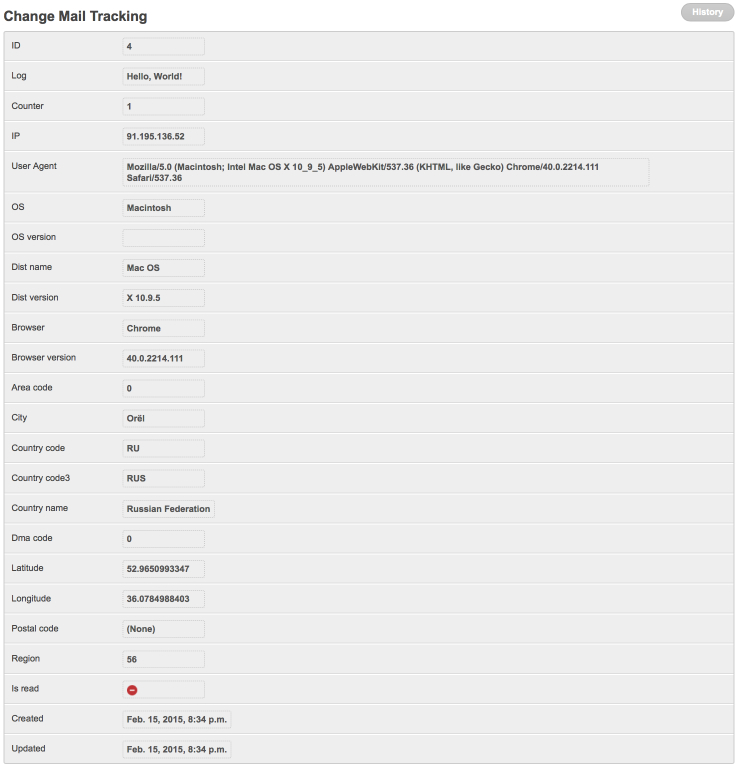 Change Mail Tracking
History
ID 4
Log Hello, World!
Counter 1
IP 91.195.136.52
User Agent Mozilla/5.0 (Macintosh; Intel Mac OS X 10_9_5) AppleWebKit/537.36 (KHTML, like Gecko) Chrome/40.0.2214.111
Safari/537.36
OS Macintosh
OS version
Dist name Mac OS
Dist version X 10.9.5
Browser Chrome
Browser version 40.0.2214.111
Area code 0
City Orël
Country code RU
Country code3 RUS
Country name Russian Federation
Dma code 0
Latitude 52.9650993347
Longitude 36.0784988403
Postal code (None)
Region 56
Is read
Created Feb. 15, 2015, 8:34 p.m.
Updated Feb. 15, 2015, 8:34 p.m.